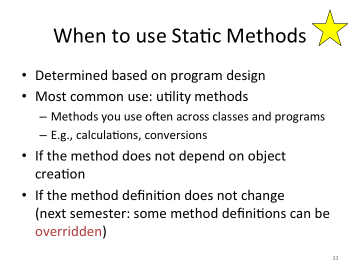 When to use Static Methods
• Determined based on program design
• Most common use: utility methods
– Methods you use often across classes and programs
– E.g., calculations, conversions
• If the method does not depend on object
creation
• If the method definition does not change
(next semester: some method definitions can be
overridden)
33